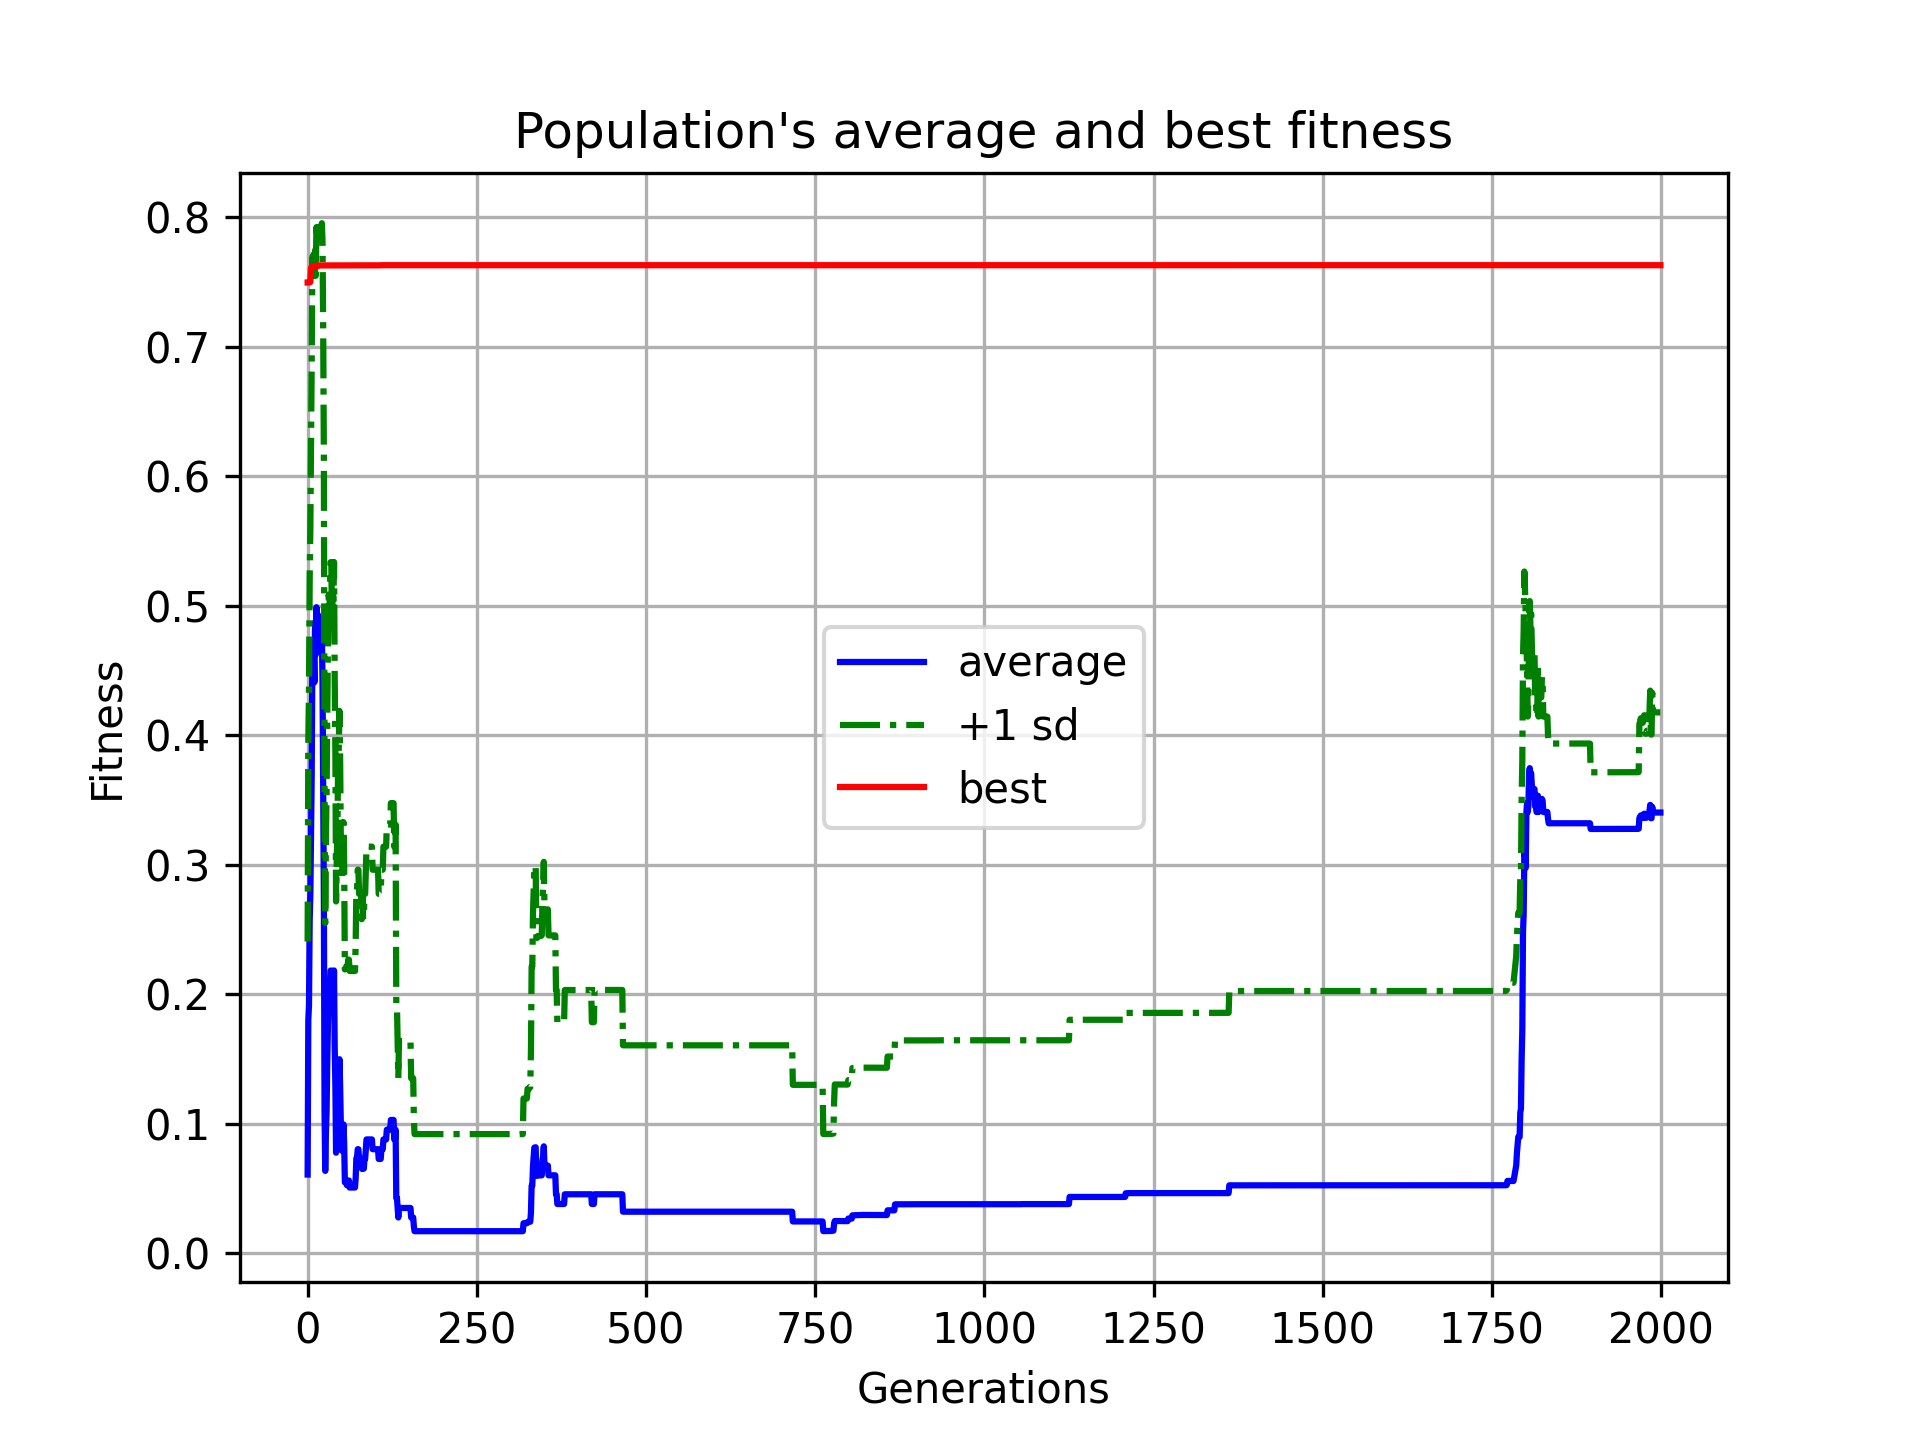 Population's average and best fitness
Fitness
0.8
0.7
0.6
0.5
0.4
0.3
0.2
0.1
0.0
average
+1 sd
best
0 250 500 750 1000 1250 1500 1750 2000
Generations